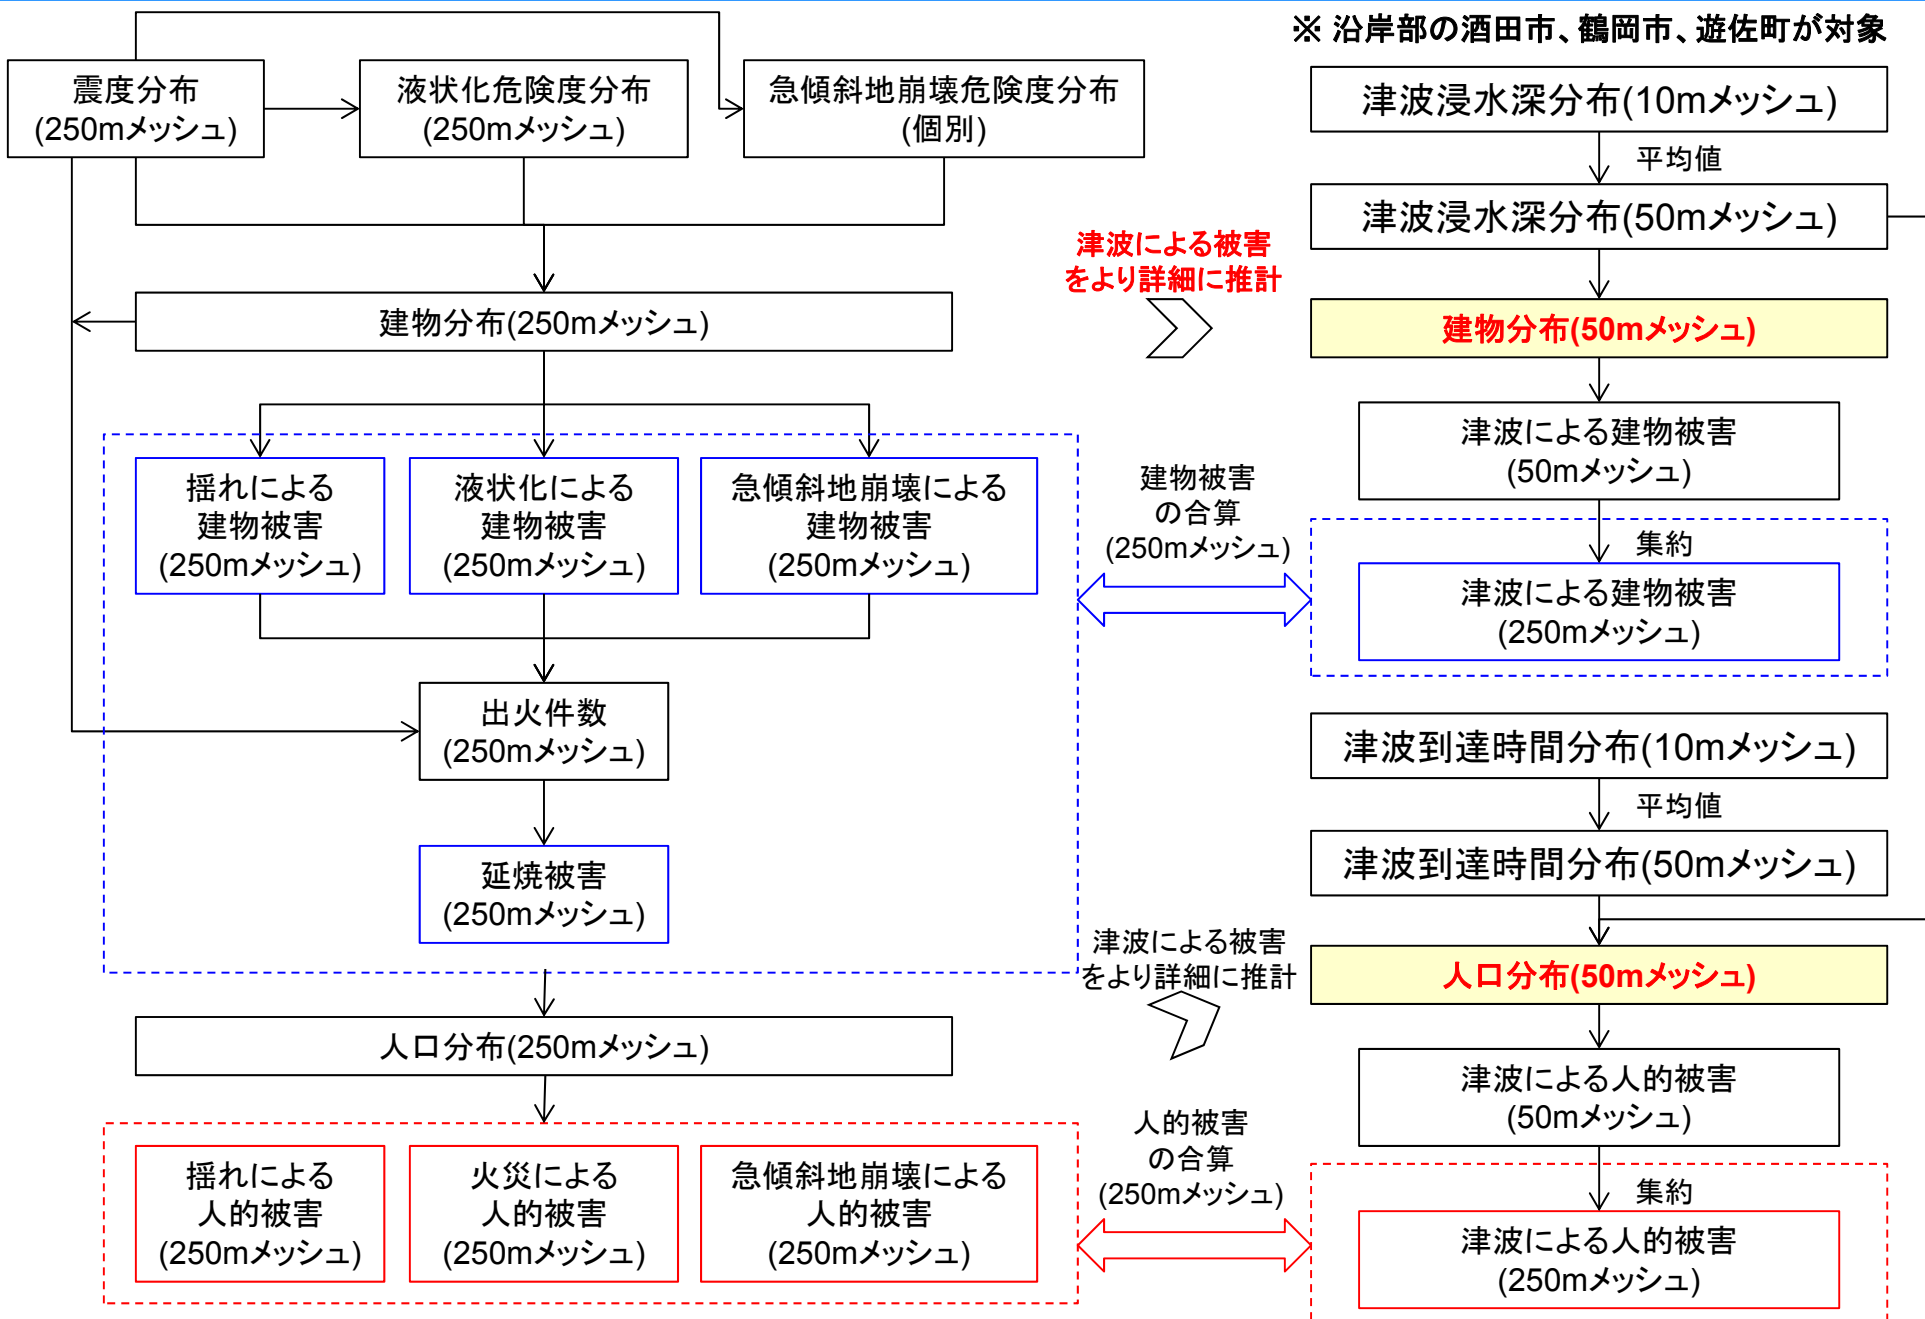 ※ 沿岸部の酒田市、鶴岡市、遊佐町が対象
震度分布
(250mメッシュ)
液状化危険度分布
(250mメッシュ)
急傾斜地崩壊危険度分布
(個別)
建物分布(250mメッシュ)
揺れによる
建物被害
(250mメッシュ)
液状化による
建物被害
(250mメッシュ)
急傾斜地崩壊による
建物被害
(250mメッシュ)
出火件数
(250mメッシュ)
延焼被害
(250mメッシュ)
人口分布(250mメッシュ)
揺れによる
人的被害
(250mメッシュ)
火災による
人的被害
(250mメッシュ)
急傾斜地崩壊による
人的被害
(250mメッシュ)
津波による被害
をより詳細に推計
建物被害
の合算
(250mメッシュ)
津波による被害
をより詳細に推計
人的被害
の合算
(250mメッシュ)
津波浸水深分布(10mメッシュ)
平均値
津波浸水深分布(50mメッシュ)
建物分布(50mメッシュ)
津波による建物被害
(50mメッシュ)
集約
津波による建物被害
(250mメッシュ)
津波到達時間分布(10mメッシュ)
平均値
津波到達時間分布(50mメッシュ)
人口分布(50mメッシュ)
津波による人的被害
(50mメッシュ)
集約
津波による人的被害
(250mメッシュ)